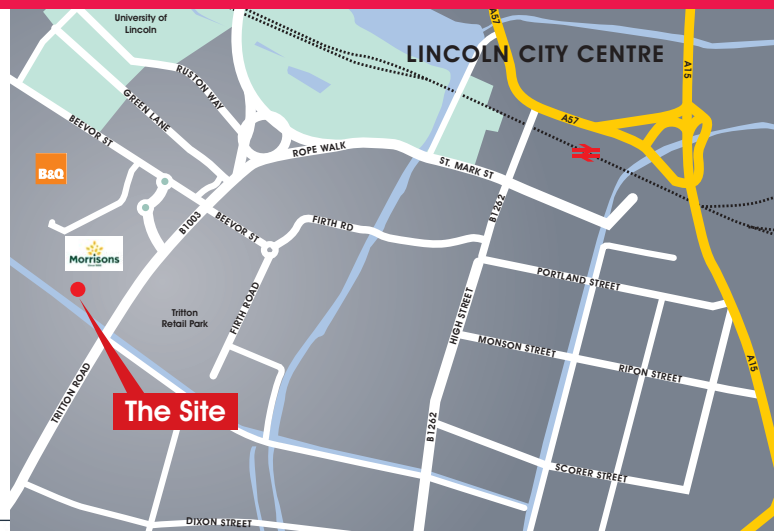 University of
Lincoln
A57
LINCOLN CITY CENTRE
A15
RUSTON WAY
GREEN LANE
BEEVOR ST
A57
ROPE WALK
B&Q
ST. MARK ST
B1262
B1003
BEEVOR ST
FIRTH RD
Morrisons
PORTLAND STREET
FIRTH ROAD
Tritton
Retail Park
HIGH STREET
MONSON STREET
RIPON STREET
A15
TRITTON ROAD
The Site
B1262
SCORER STREET
DIXON STREET